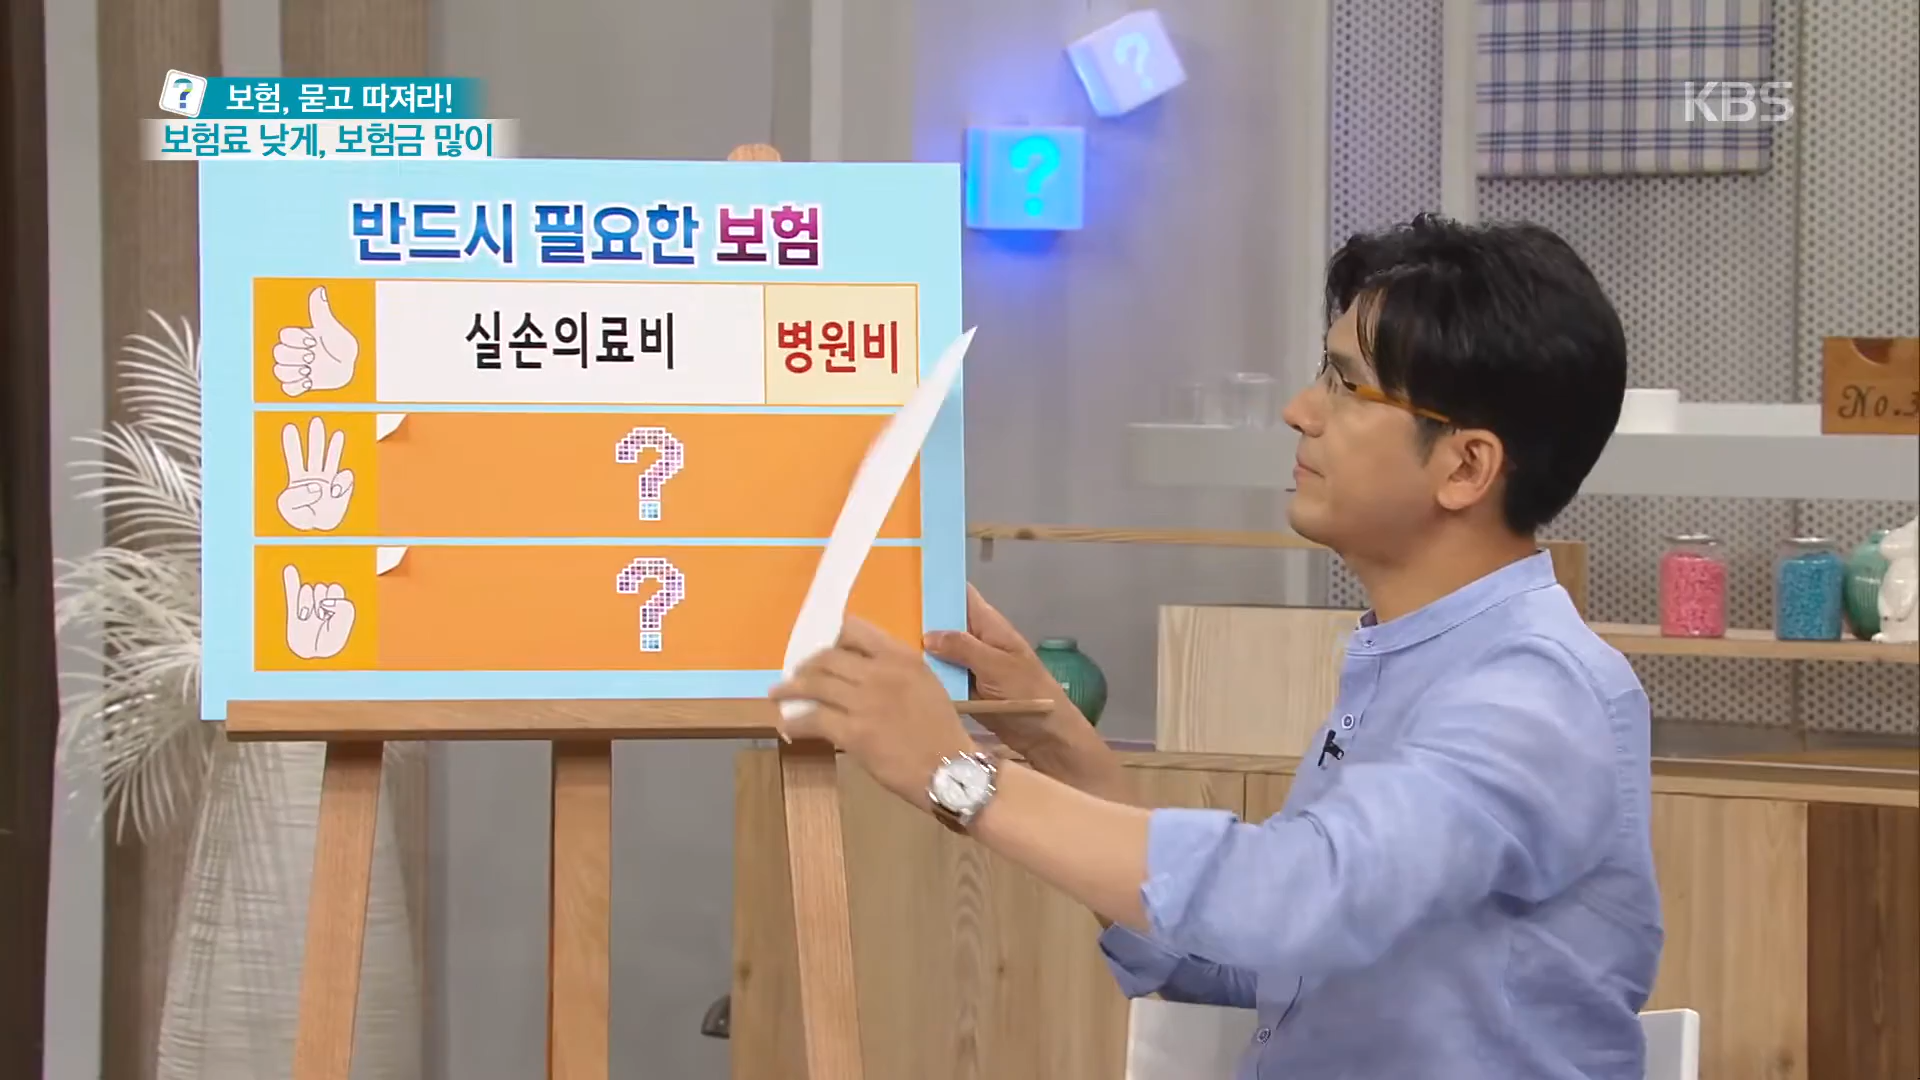 ?
보험, 묻고 따져라!
보험료 낮게, 보험금 많이
KBS
?
?
반드시 필요한 보험
실손의료비 병원비
?
?
No.3